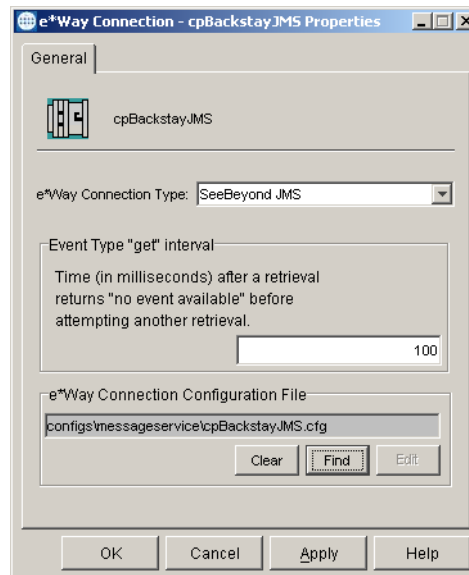 e*Way Connection - cpBackstayJMS Properties
General
cpBackstayJMS
e*Way Connection Type: SeeBeyond JMS
Event Type "get" interval
Time (in milliseconds) after a retrieval
returns "no event available" before
attempting another retrieval.
100
e*Way Connection Configuration File
configs\messageservice\cpBackstayJMS.cfg
Clear Find Edit
OK Cancel Apply Help